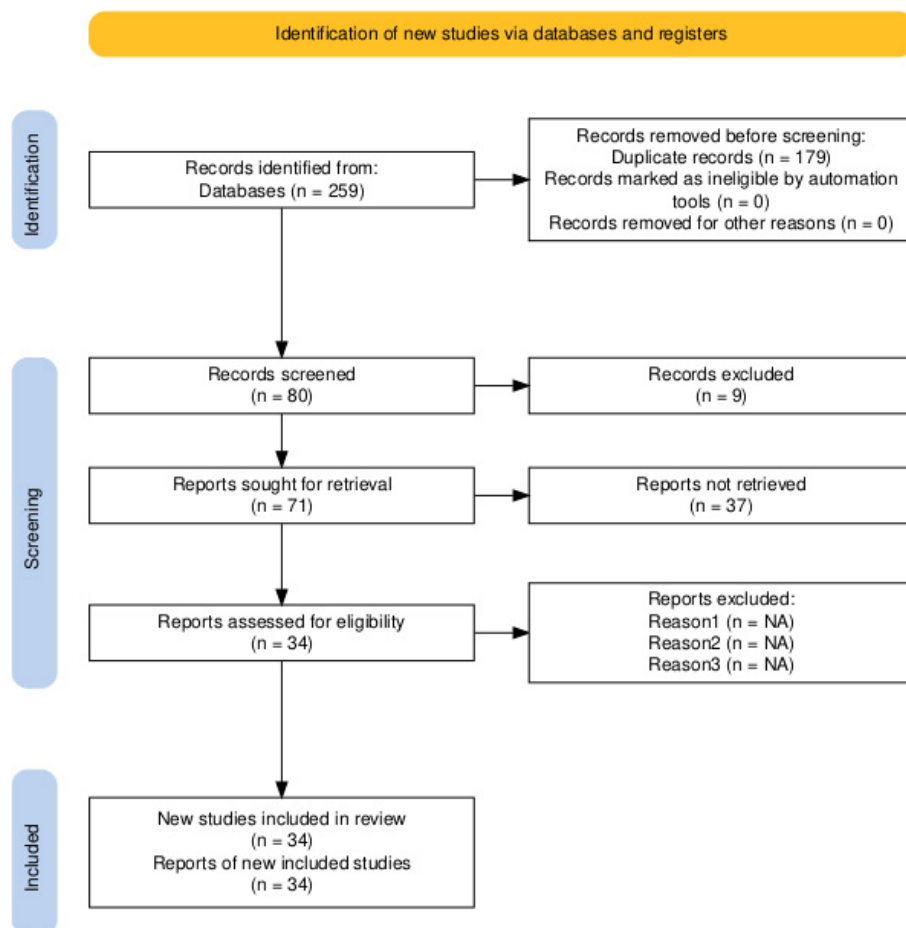 Identification of new studies via databases and registers
Identification
Records identified from:
Databases (n = 259)
Records removed before screening:
Duplicate records (n = 179)
Records marked as ineligible by automation
tools (n = 0)
Records removed for other reasons (n = 0)
Screening
Records screened
(n = 80)
Records excluded
(n = 9)
Reports sought for retrieval
(n = 71)
Reports not retrieved
(n = 37)
Reports assessed for eligibility
(n = 34)
Reports excluded:
Reason1 (n = NA)
Reason2 (n = NA)
Reason3 (n = NA)
Included
New studies included in review
(n = 34)
Reports of new included studies
(n = 34)